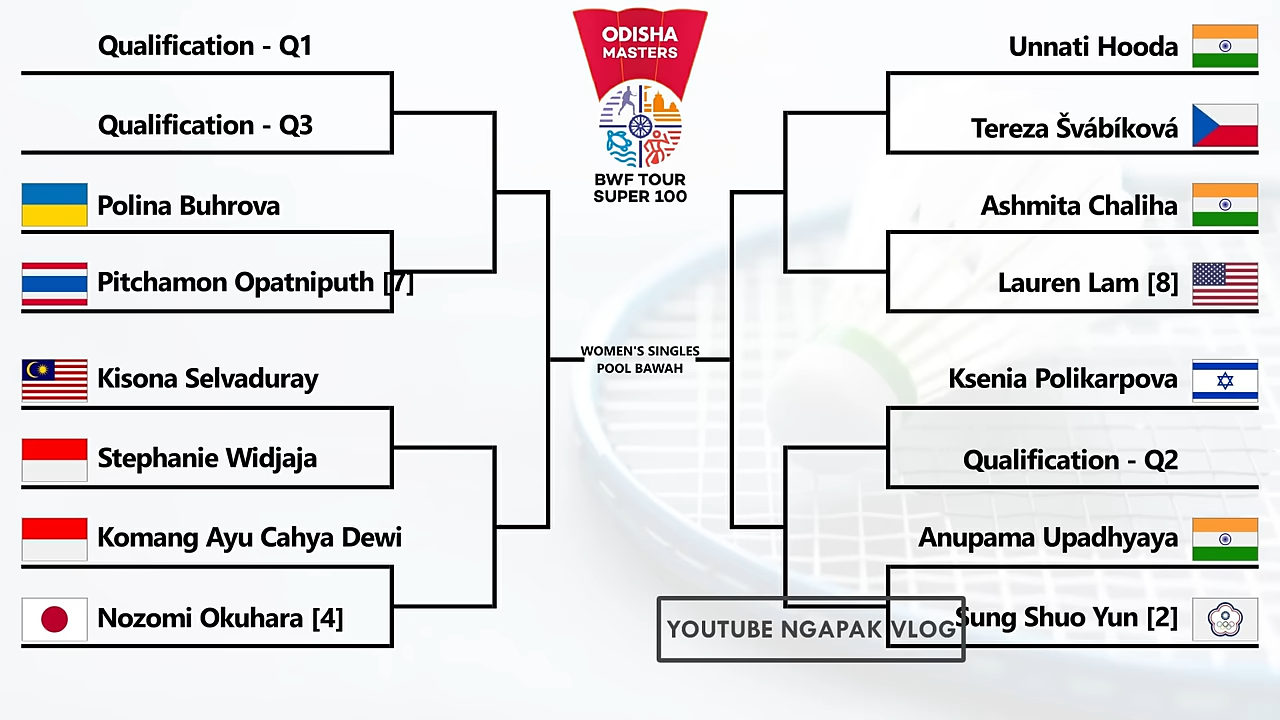 Qualification - Q1
Qualification - Q3
Polina Buhrova
Pitchamon Opatniputh [7]
Kisona Selvaduray
Stephanie Widjaja
Komang Ayu Cahya Dewi
Nozomi Okuhara [4]
ODISHA
MASTERS
BWF TOUR
SUPER 100
WOMEN'S SINGLES
POOL BAWAH
Unnati Hooda
Tereza Švábíková
Ashmita Chaliha
Lauren Lam [8]
Ksenia Polikarpova
Qualification - Q2
Anupama Upadhyaya
Sung Shuo Yun [2]
YOUTUBE NGAPAK VLOG